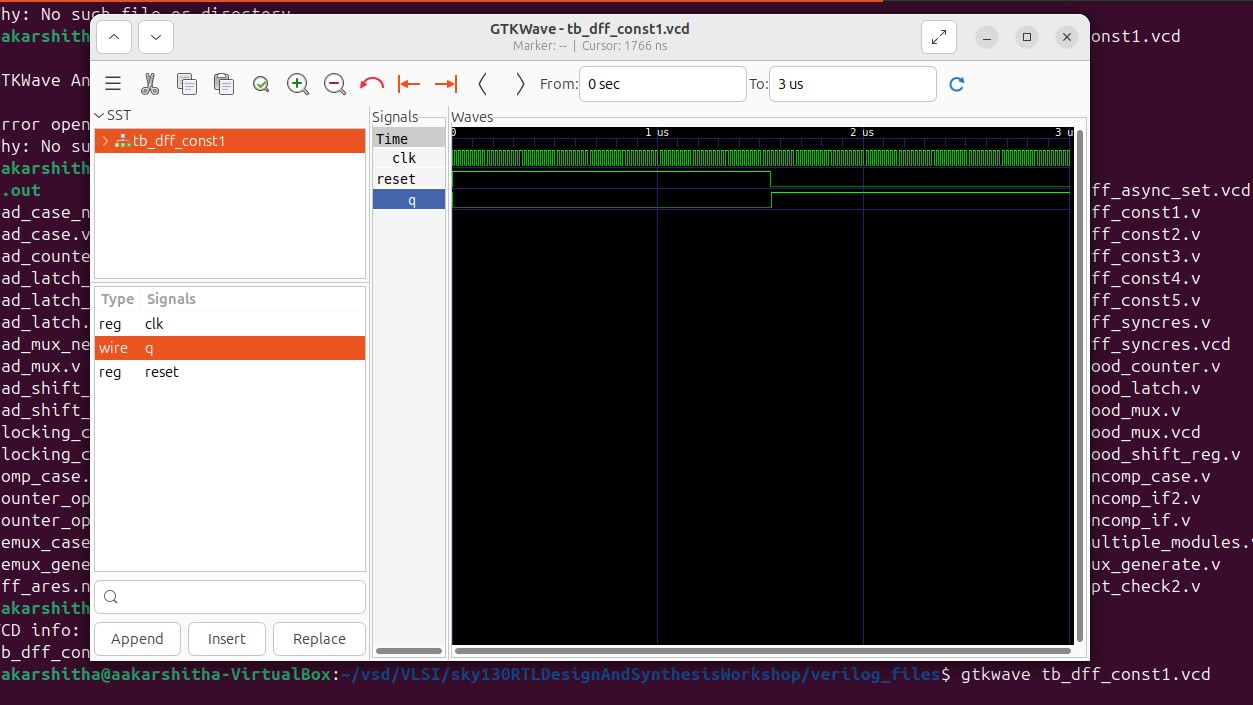 hy: No such file or directory
akarshith
onst1.vcd
TKWave An
rror open
hy: No su
akarshith
.out
ad_case_n
ad_case.v
ad_counte
ad_latch_
ad_latch_
ad_latch.
ad_mux_ne
ad_mux.v
ad_shift_
ad_shift_
locking_c
locking_c
omp_case.
ounter_op
ounter_op
emux_case
emux_gene
ff_ares.n
akarshith
CD info:
b_dff_con
GTKWave - tb_dff_const1.vcd
Marker: -- | Cursor: 1766 ns
From: 0 sec To: 3 us
SST
tb_dff_const1
Type Signals
reg clk
wire q
reg reset
Append Insert Replace
Signals
Time
clk
reset
q
Waves
0 1 us 2 us 3 u
ff_async_set.vcd
ff_const1.v
ff_const2.v
ff_const3.v
ff_const4.v
ff_const5.v
ff_syncres.v
ff_syncres.vcd
ood_counter.v
ood_latch.v
ood_mux.v
ood_mux.vcd
ood_shift_reg.v
ncomp_case.v
ncomp_if2.v
ncomp_if.v
ultiple_modules.v
ux_generate.v
pt_check2.v
akarshitha@aakarshitha-VirtualBox:~/vsd/VLSI/sky130RTLDesignAndSynthesisWorkshop/verilog_files$ gtkwave tb_dff_const1.vcd